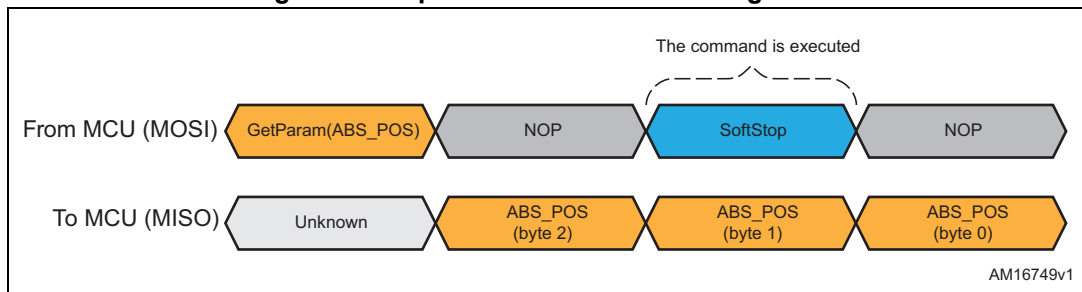 The command is executed
From MCU (MOSI) GetParam(ABS_POS) NOP SoftStop NOP
To MCU (MISO) Unknown ABS_POS (byte 2) ABS_POS (byte 1) ABS_POS (byte 0)
AM16749v1